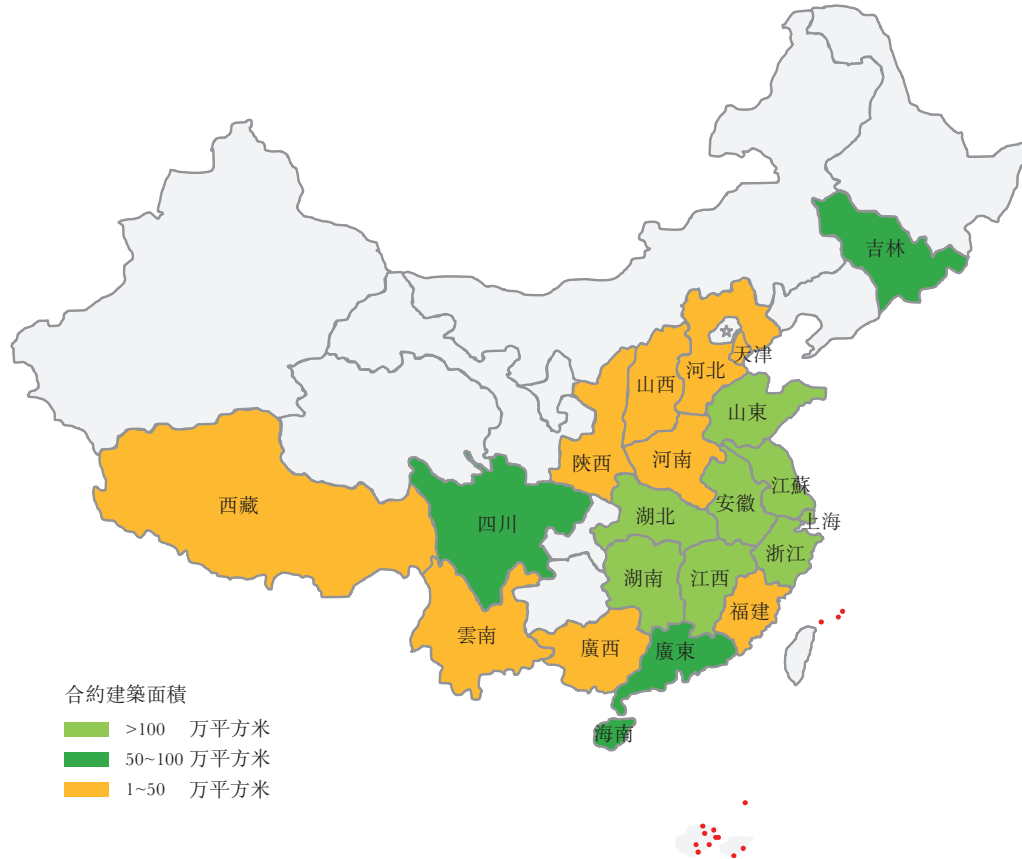 吉林
天津
河北
山西
山東
陝西
河南
西藏
江蘇
安徽
四川
湖北
上海
浙江
湖南
江西
福建
雲南
廣西
廣東
海南
合約建築面積
>100 万平方米
50~100 万平方米
1~50 万平方米